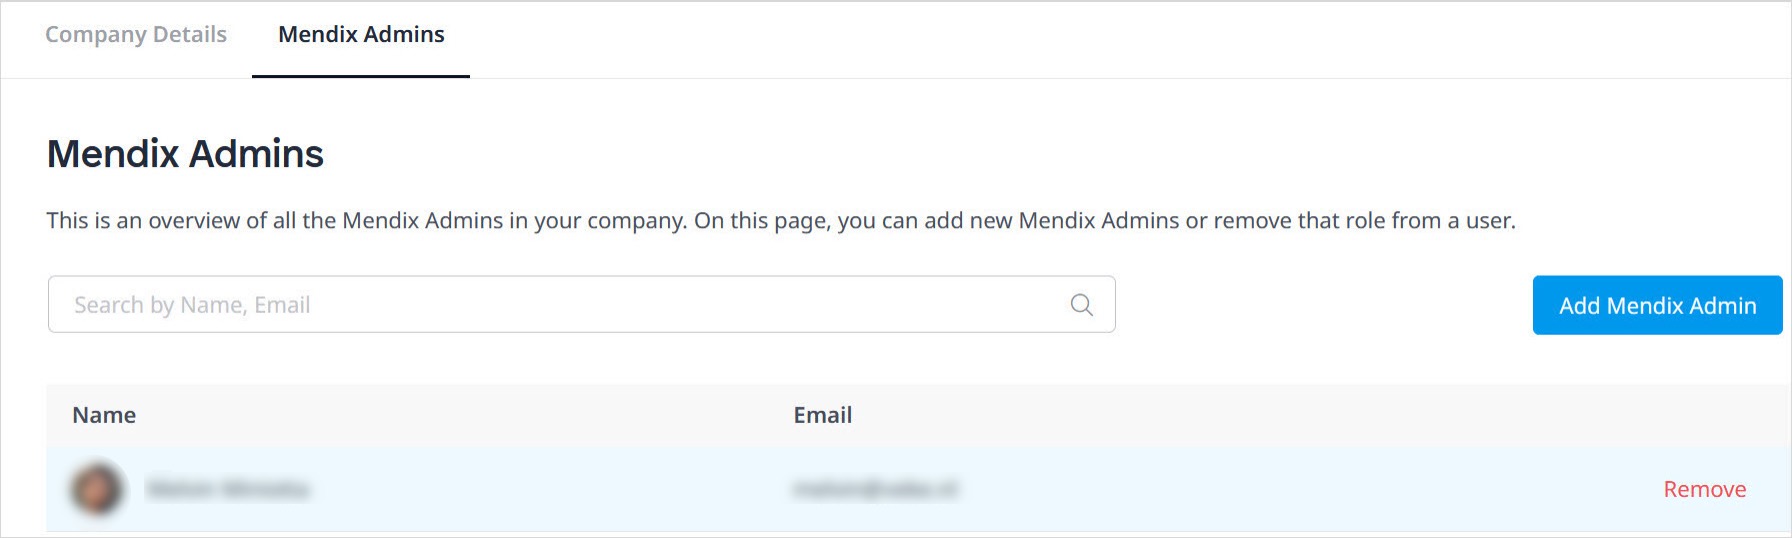 Company Details Mendix Admins
Mendix Admins
This is an overview of all the Mendix Admins in your company. On this page, you can add new Mendix Admins or remove that role from a user.
Search by Name, Email Add Mendix Admin
Name Email
Remove